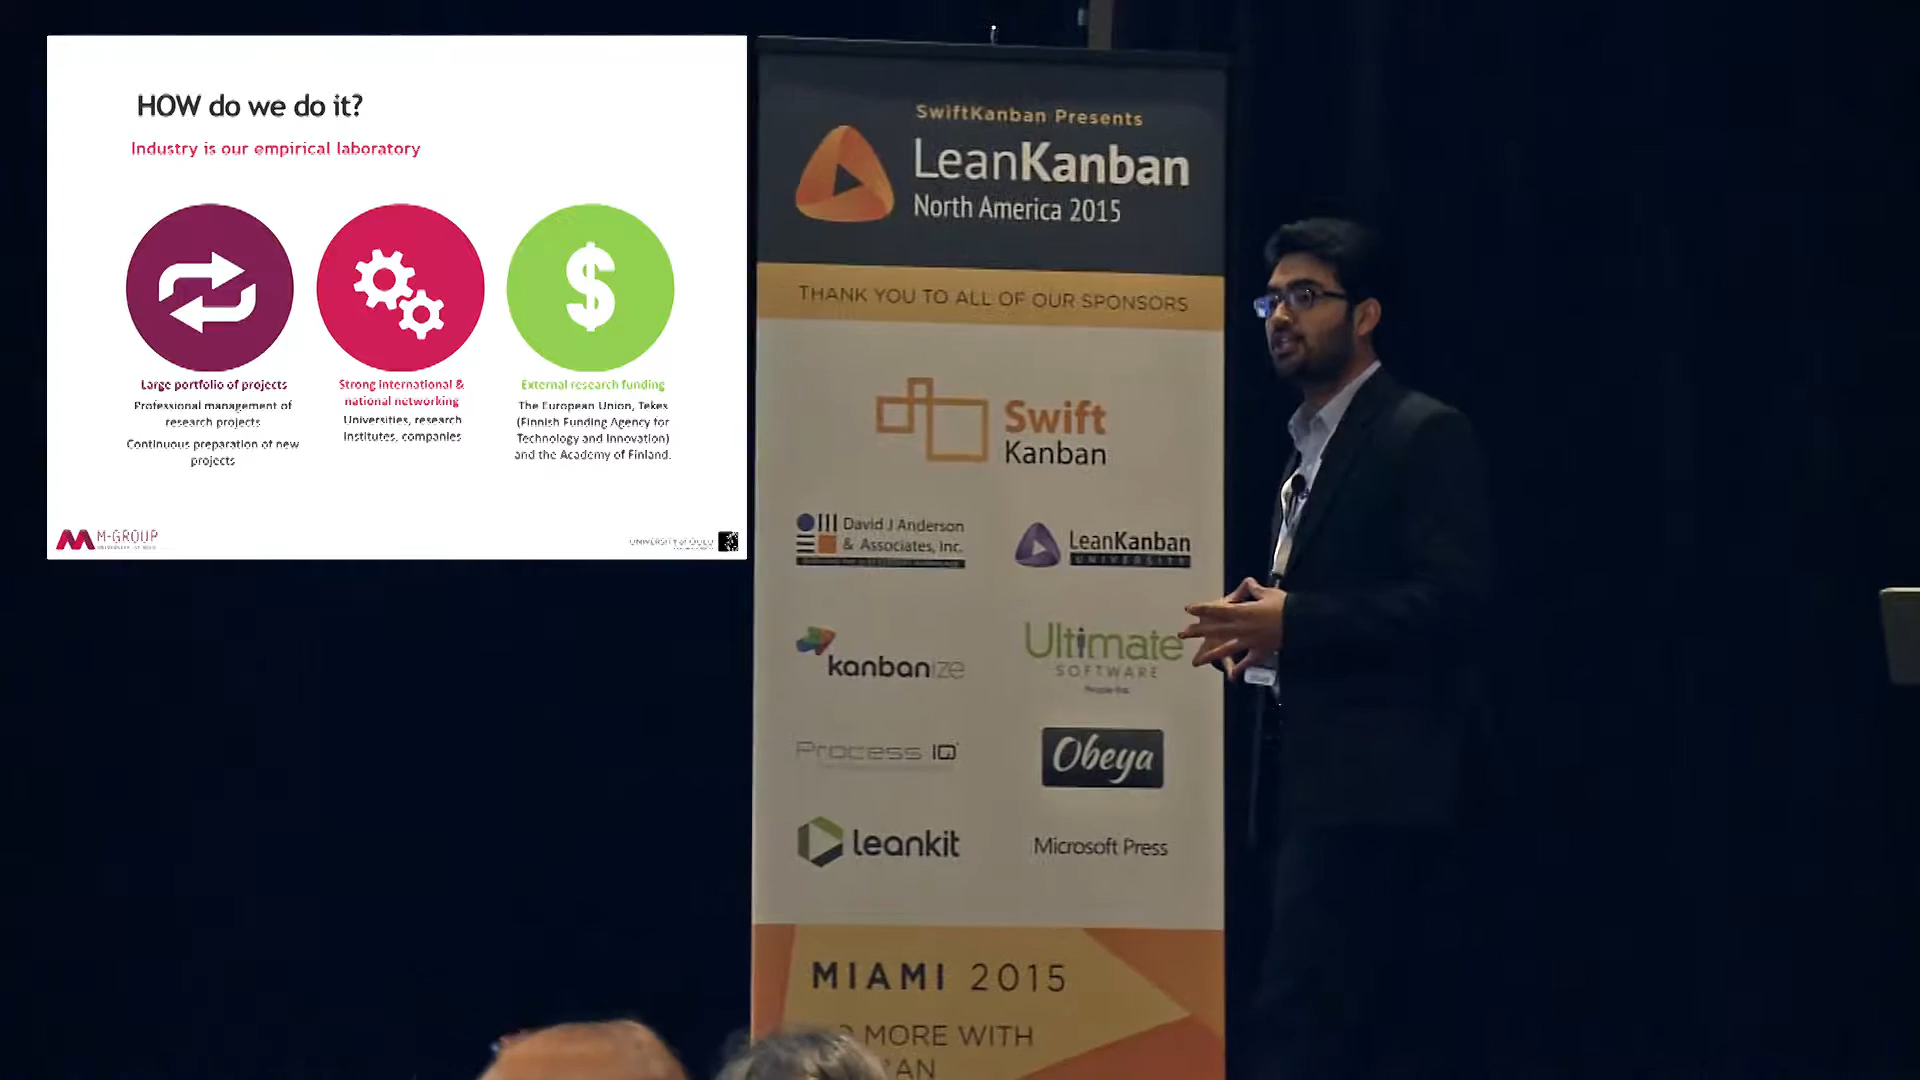 HOW do we do it?
Industry is our empirical laboratory
Large portfolio of projects
Professional management of
research projects
Continuous preparation of new
projects
Strong international &
national networking
Universities, research
institutes, companies
External research funding
The European Union, Tekes
(Finnish Funding Agency for
Technology and Innovation)
and the Academy of Finland.
M-GROUP
UNIVERSITY of OULU
SwiftKanban Presents
LeanKanban
North America 2015
THANK YOU TO ALL OF OUR SPONSORS
Swift
Kanban
David J Anderson
& Associates, Inc.
LeanKanban
UNIVERSITY
kanbanize
Ultimate
SOFTWARE
Process IQ
Obeya
leankit
Microsoft Press
MIAMI 2015
MORE WITH